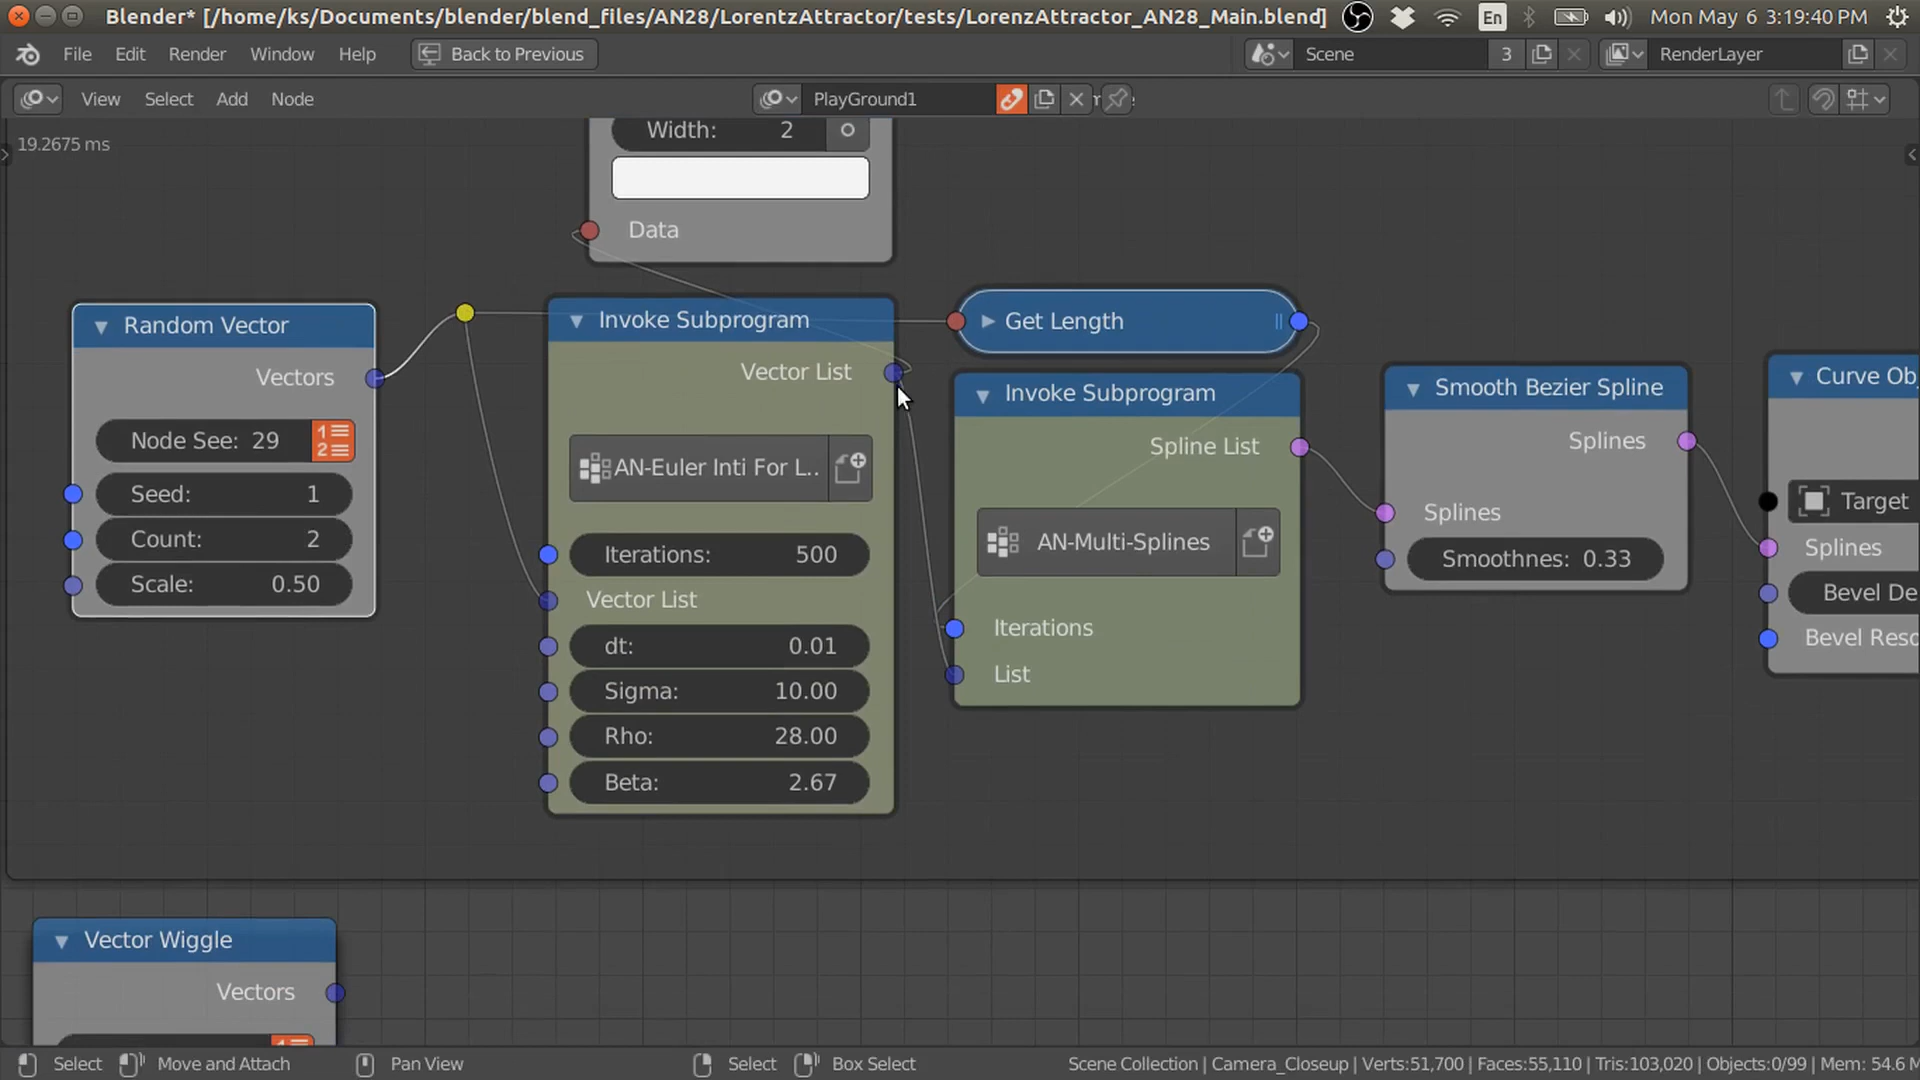 Blender* [/home/ks/Documents/blender/blend_files/AN28/LorentzAttractor/tests/LorenzAttractor_AN28_Main.blend] En Mon May 6 3:19:40 PM
File Edit Render Window Help Back to Previous Scene 3 RenderLayer
View Select Add Node PlayGround1
19.2675 ms
Width: 2
Data
Random Vector
Vectors
Node See: 29
1
2
Seed: 1
Count: 2
Scale: 0.50
Invoke Subprogram
Vector List
AN-Euler Inti For L..
Iterations: 500
Vector List
dt: 0.01
Sigma: 10.00
Rho: 28.00
Beta: 2.67
Get Length
Invoke Subprogram
Spline List
AN-Multi-Splines
Iterations
List
Smooth Bezier Spline
Splines
Splines
Smoothnes: 0.33
Curve Ob
Target
Splines
Bevel De
Bevel Reso
Vector Wiggle
Vectors
Select Move and Attach Pan View Select Box Select Scene Collection | Camera_Closeup | Verts:51,700 | Faces:55,110 | Tris:103,020 | Objects:0/99 | Mem: 54.6 M